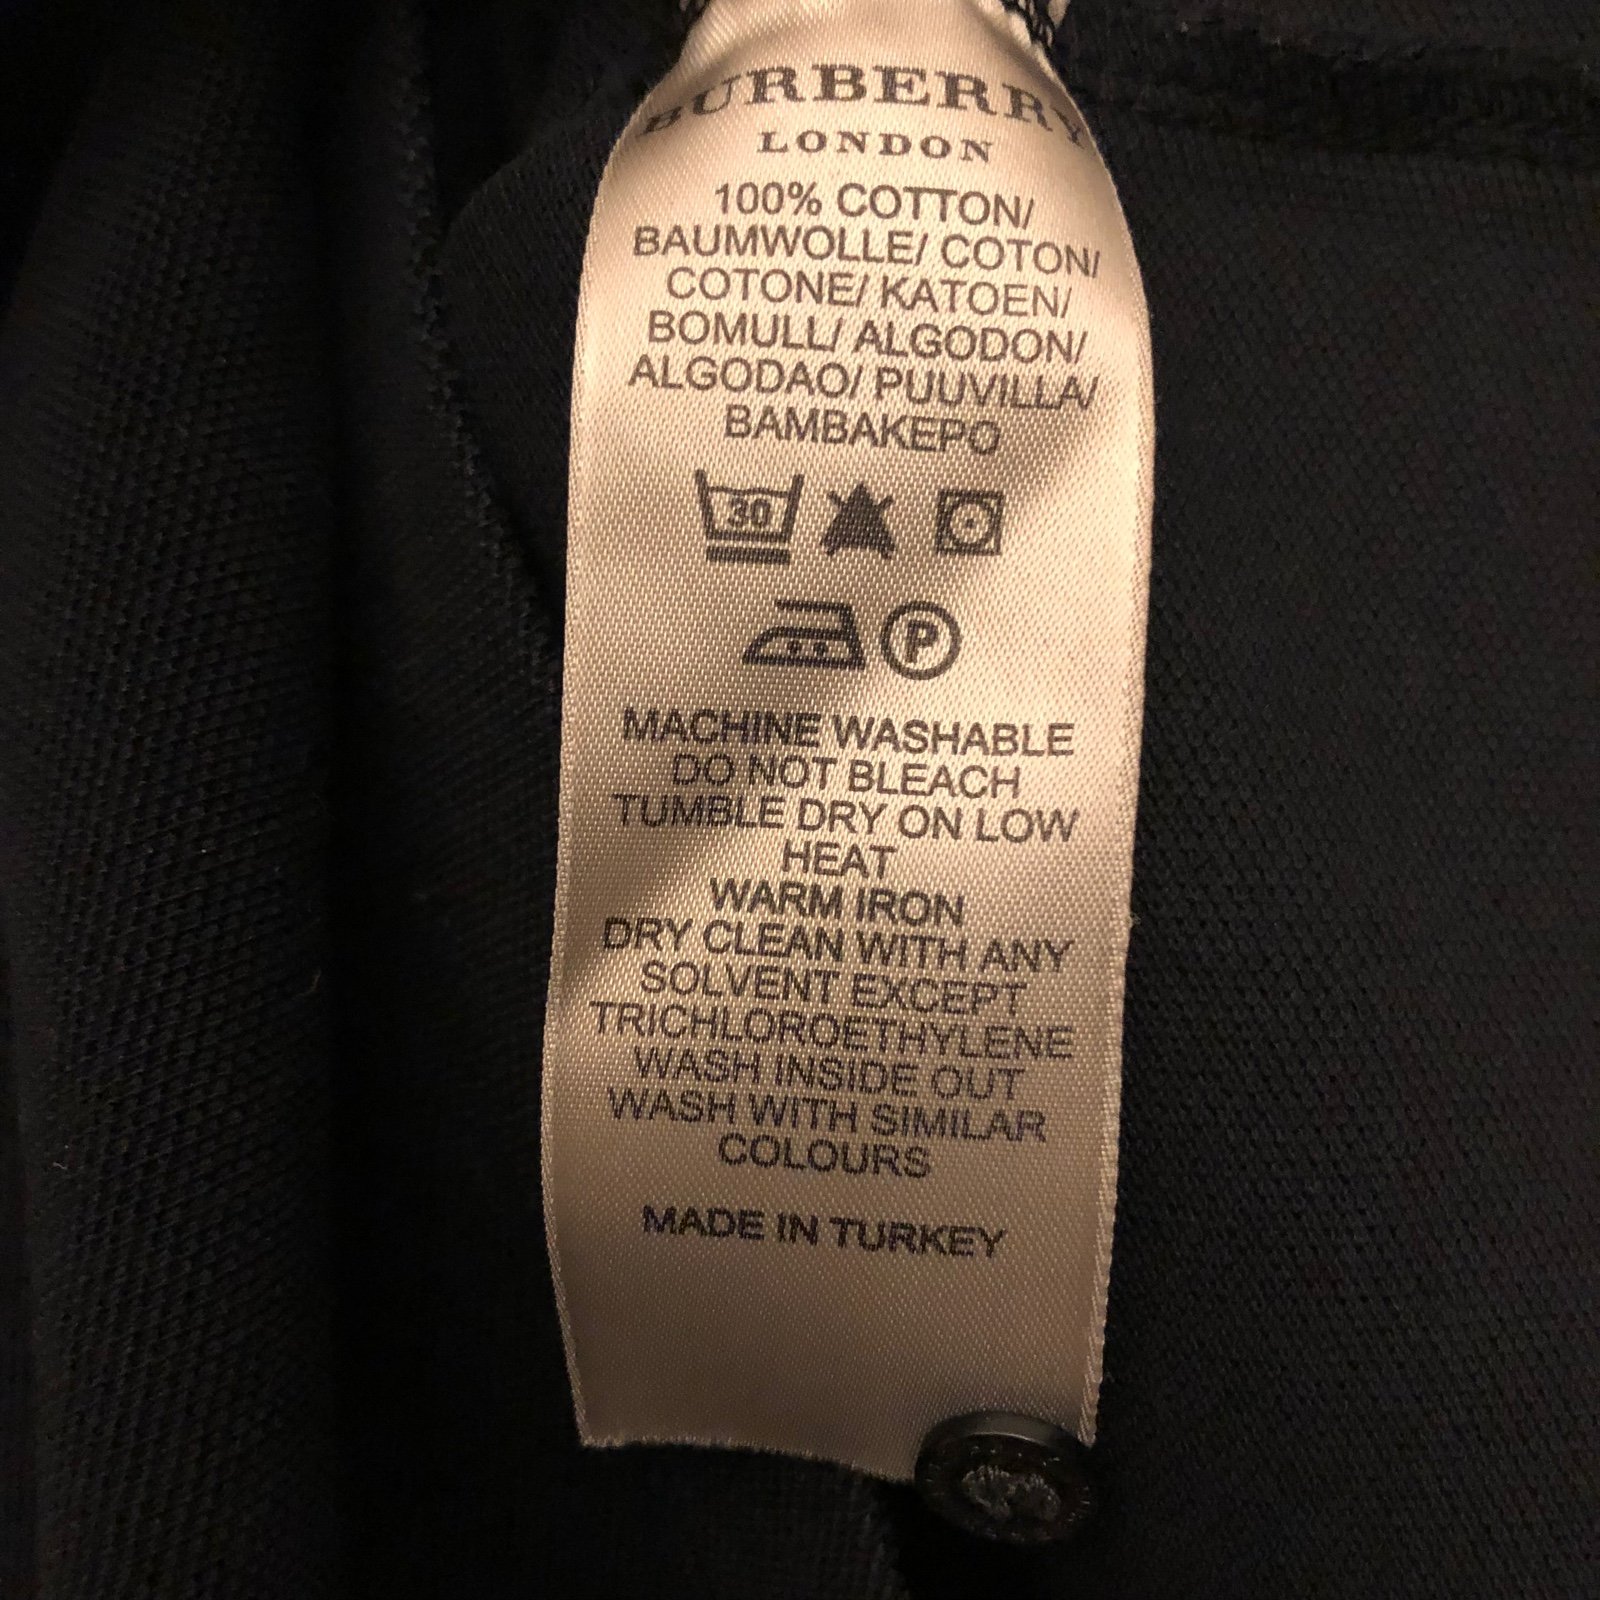 BURBERRY
LONDON
100% COTTON/
BAUMWOLLE/ COTON/
COTONE/ KATOEN/
BOMULL/ ALGODON/
ALGODAO/ PUUVILLA/
BAMBAKEPO
30
P
MACHINE WASHABLE
DO NOT BLEACH
TUMBLE DRY ON LOW
HEAT
WARM IRON
DRY CLEAN WITH ANY
SOLVENT EXCEPT
TRICHLOROETHYLENE
WASH INSIDE OUT
WASH WITH SIMILAR
COLOURS
MADE IN TURKEY